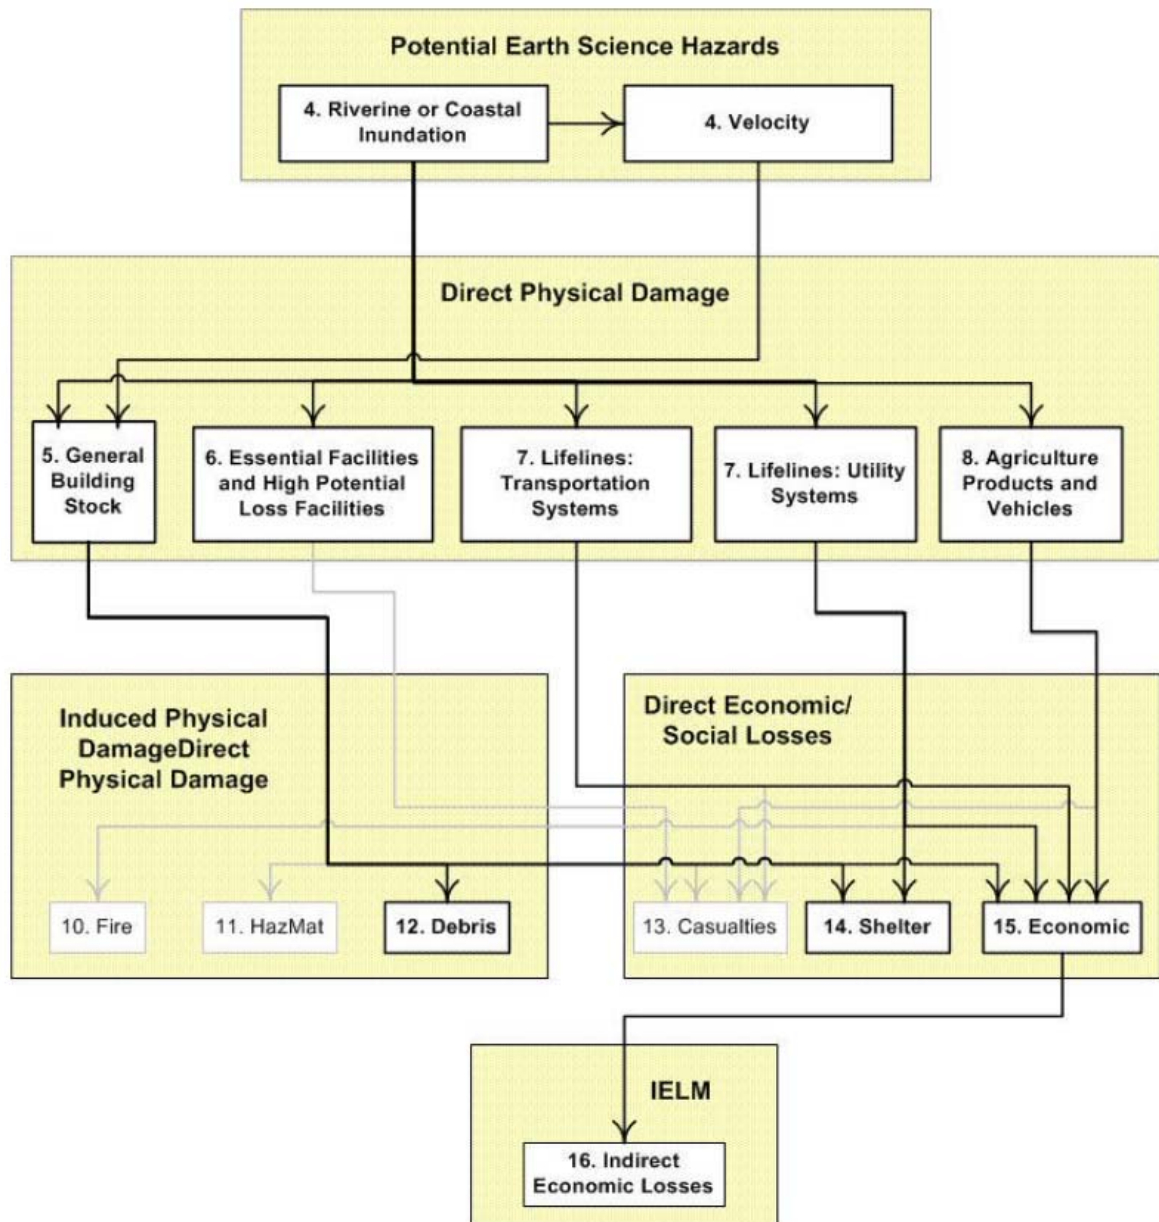 Potential Earth Science Hazards
4. Riverine or Coastal
Inundation
4. Velocity
Direct Physical Damage
5. General
Building
Stock
6. Essential Facilities
and High Potential
Loss Facilities
7. Lifelines:
Transportation
Systems
7. Lifelines: Utility
Systems
8. Agriculture
Products and
Vehicles
Induced Physical
DamageDirect
Physical Damage
Direct Economic/
Social Losses
10. Fire
11. HazMat
12. Debris
13. Casualties
14. Shelter
15. Economic
IELM
16. Indirect
Economic Losses